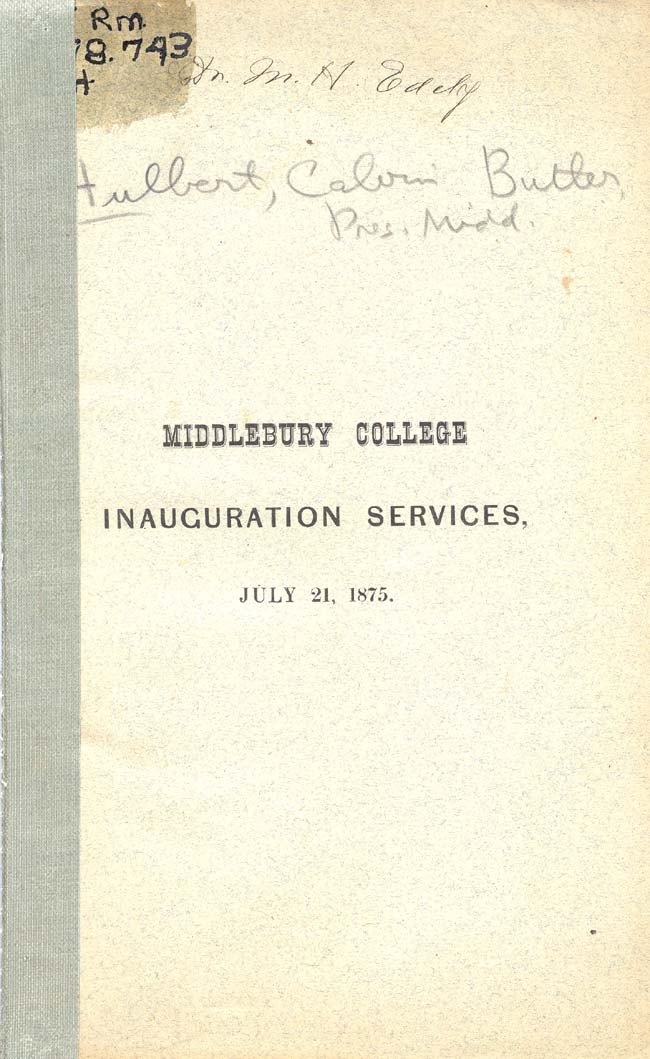 Rm.
78.743
H
Dr. M. H. Eddy
Hulbert, Calvin Butler,
Pres. Midd.
MIDDLEBURY COLLEGE
INAUGURATION SERVICES,
JULY 21, 1875.